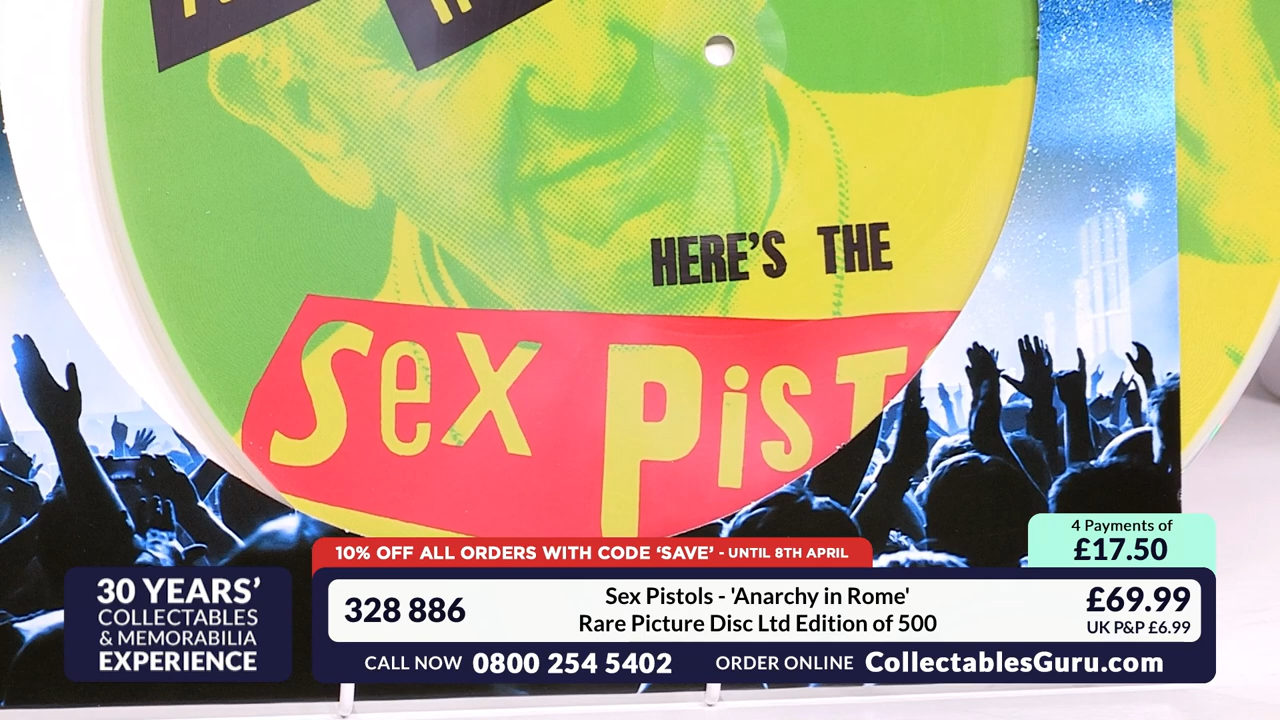 HERE'S THE
Sex Pist
10% OFF ALL ORDERS WITH CODE ‘SAVE’ - UNTIL 8TH APRIL
4 Payments of
£17.50
30 YEARS’
COLLECTABLES
& MEMORABILIA
EXPERIENCE
328 886
Sex Pistols - 'Anarchy in Rome'
Rare Picture Disc Ltd Edition of 500
£69.99
UK P&P £6.99
CALL NOW 0800 254 5402
ORDER ONLINE CollectablesGuru.com